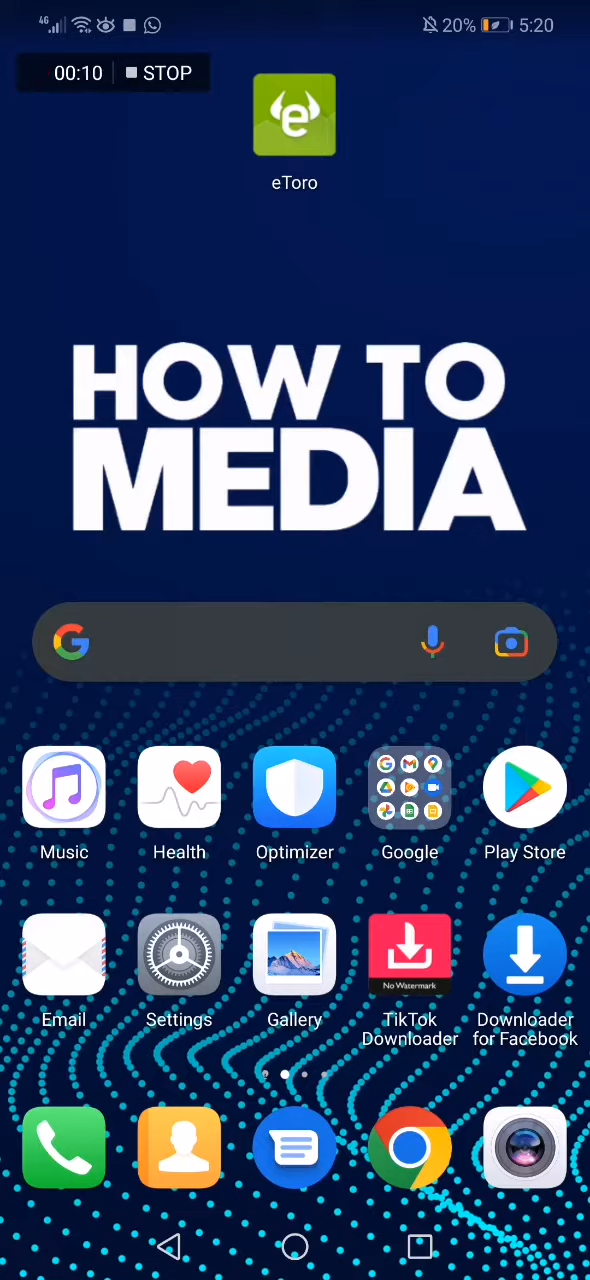 4G 20% 5:20
00:10 STOP
eToro
HOW TO
MEDIA
Music Health Optimizer Google Play Store
No Watermark
Email Settings Gallery TikTok Downloader Downloader for Facebook